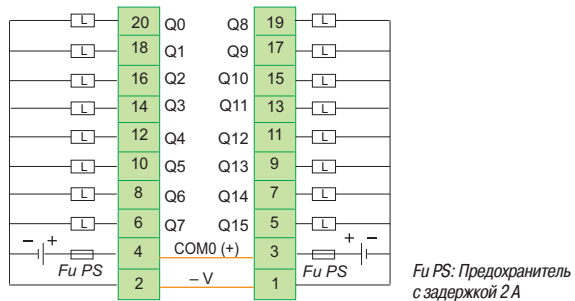 L 20 Q0 Q8 19 L
L 18 Q1 Q9 17 L
L 16 Q2 Q10 15 L
L 14 Q3 Q11 13 L
L 12 Q4 Q12 11 L
L 10 Q5 Q13 9 L
L 8 Q6 Q14 7 L
L 6 Q7 Q15 5 L
− + 4 COM0 (+) 3 + −
Fu PS Fu PS
2 – V 1
Fu PS: Предохранитель
с задержкой 2 А